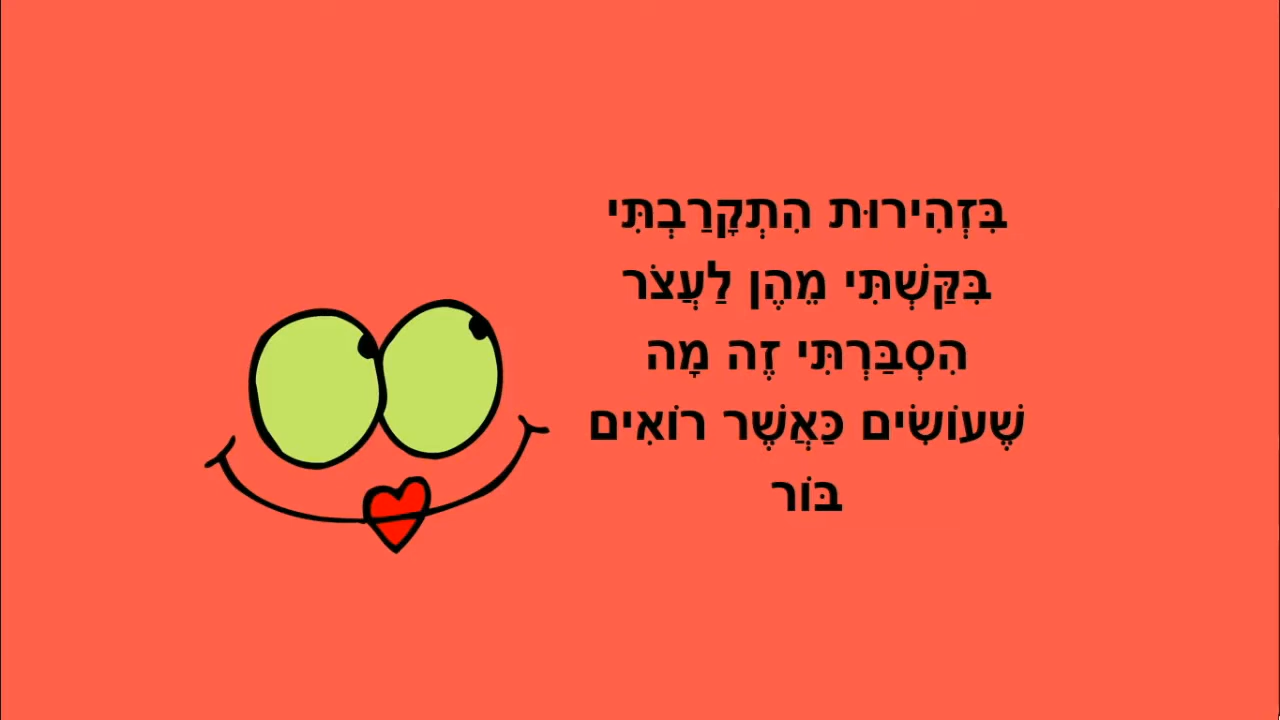 בִּזְהִירוּת הִתְקָרַבְתִּי
בִּקַּשְׁתִּי מֵהֶן לַעֲצֹר
הִסְבַּרְתִּי זֶה מָה
שֶׁעוֹשִׂים כַּאֲשֶׁר רוֹאִים
בּוֹר